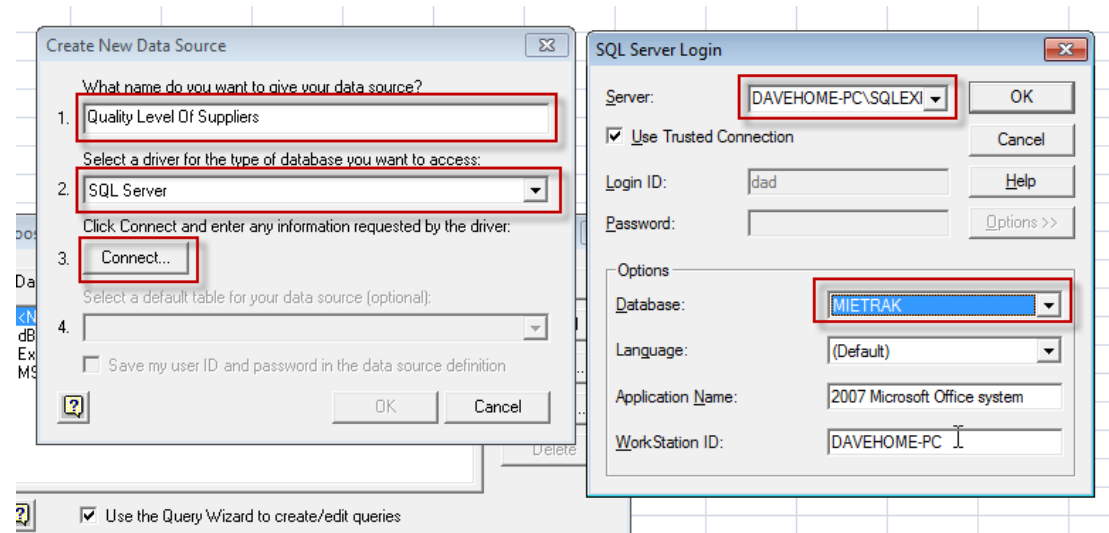 Create New Data Source
What name do you want to give your data source?
1. Quality Level Of Suppliers
Select a driver for the type of database you want to access:
2. SQL Server
Click Connect and enter any information requested by the driver:
3. Connect...
Select a default table for your data source (optional):
4.
Save my user ID and password in the data source definition
OK Cancel
Delete
Use the Query Wizard to create/edit queries
SQL Server Login
Server: DAVEHOME-PC\SQLEX OK
Use Trusted Connection Cancel
Login ID: dad Help
Password: Options >>
Options
Database: MIETRAK
Language: (Default)
Application Name: 2007 Microsoft Office system
WorkStation ID: DAVEHOME-PC